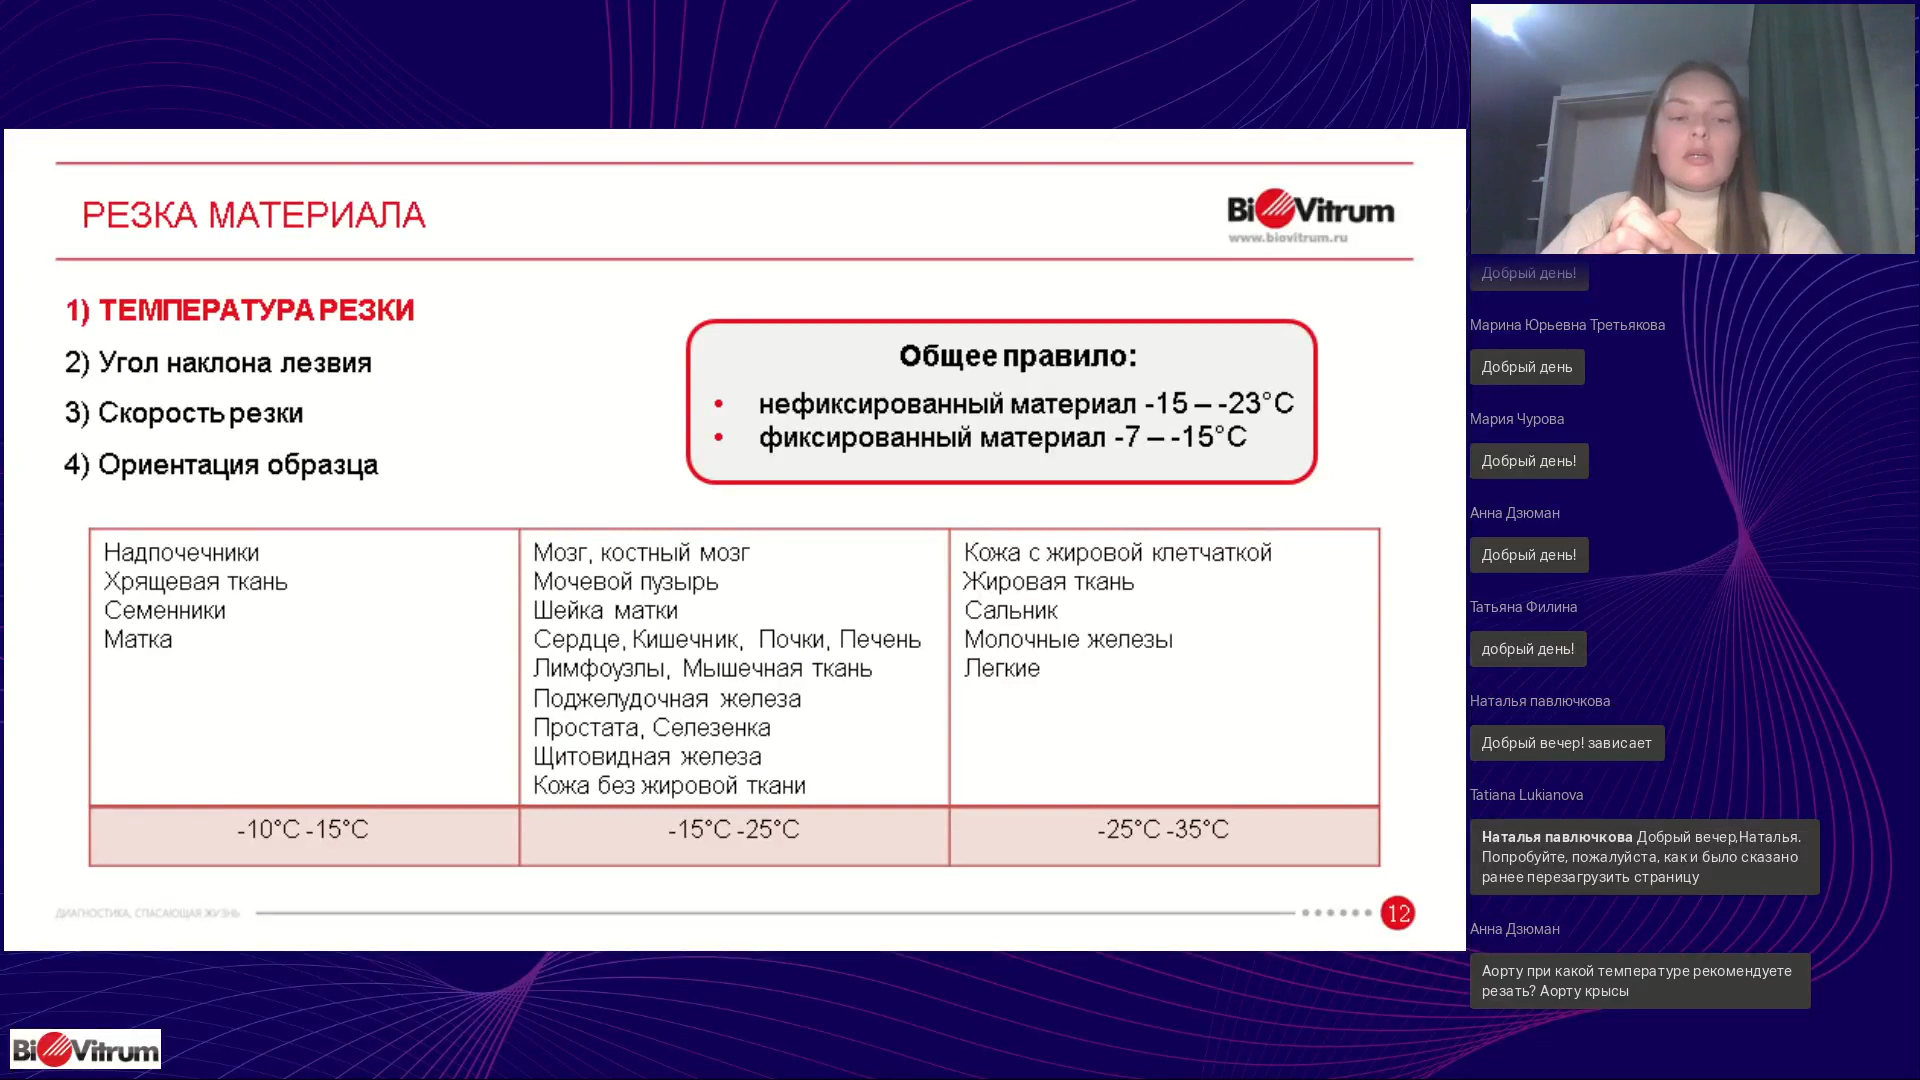 РЕЗКА МАТЕРИАЛА
BioVitrum
www.biovitrum.ru
1) ТЕМПЕРАТУРА РЕЗКИ
2) Угол наклона лезвия
3) Скорость резки
4) Ориентация образца
Общее правило:
• нефиксированный материал -15 – -23°C
• фиксированный материал -7 – -15°C
Надпочечники
Хрящевая ткань
Семенники
Матка
-10°C -15°C
Мозг, костный мозг
Мочевой пузырь
Шейка матки
Сердце, Кишечник, Почки, Печень
Лимфоузлы, Мышечная ткань
Поджелудочная железа
Простата, Селезенка
Щитовидная железа
Кожа без жировой ткани
-15°C -25°C
Кожа с жировой клетчаткой
Жировая ткань
Сальник
Молочные железы
Легкие
-25°C -35°C
ДИАГНОСТИКА, СПАСАЮЩАЯ ЖИЗНЬ
12
BioVitrum
Добрый день!
Марина Юрьевна Третьякова
Добрый день
Мария Чурова
Добрый день!
Анна Дзюман
Добрый день!
Татьяна Филина
добрый день!
Наталья павлючкова
Добрый вечер! зависает
Tatiana Lukianova
Наталья павлючкова Добрый вечер,Наталья.
Попробуйте, пожалуйста, как и было сказано
ранее перезагрузить страницу
Анна Дзюман
Аорту при какой температуре рекомендуете
резать? Аорту крысы